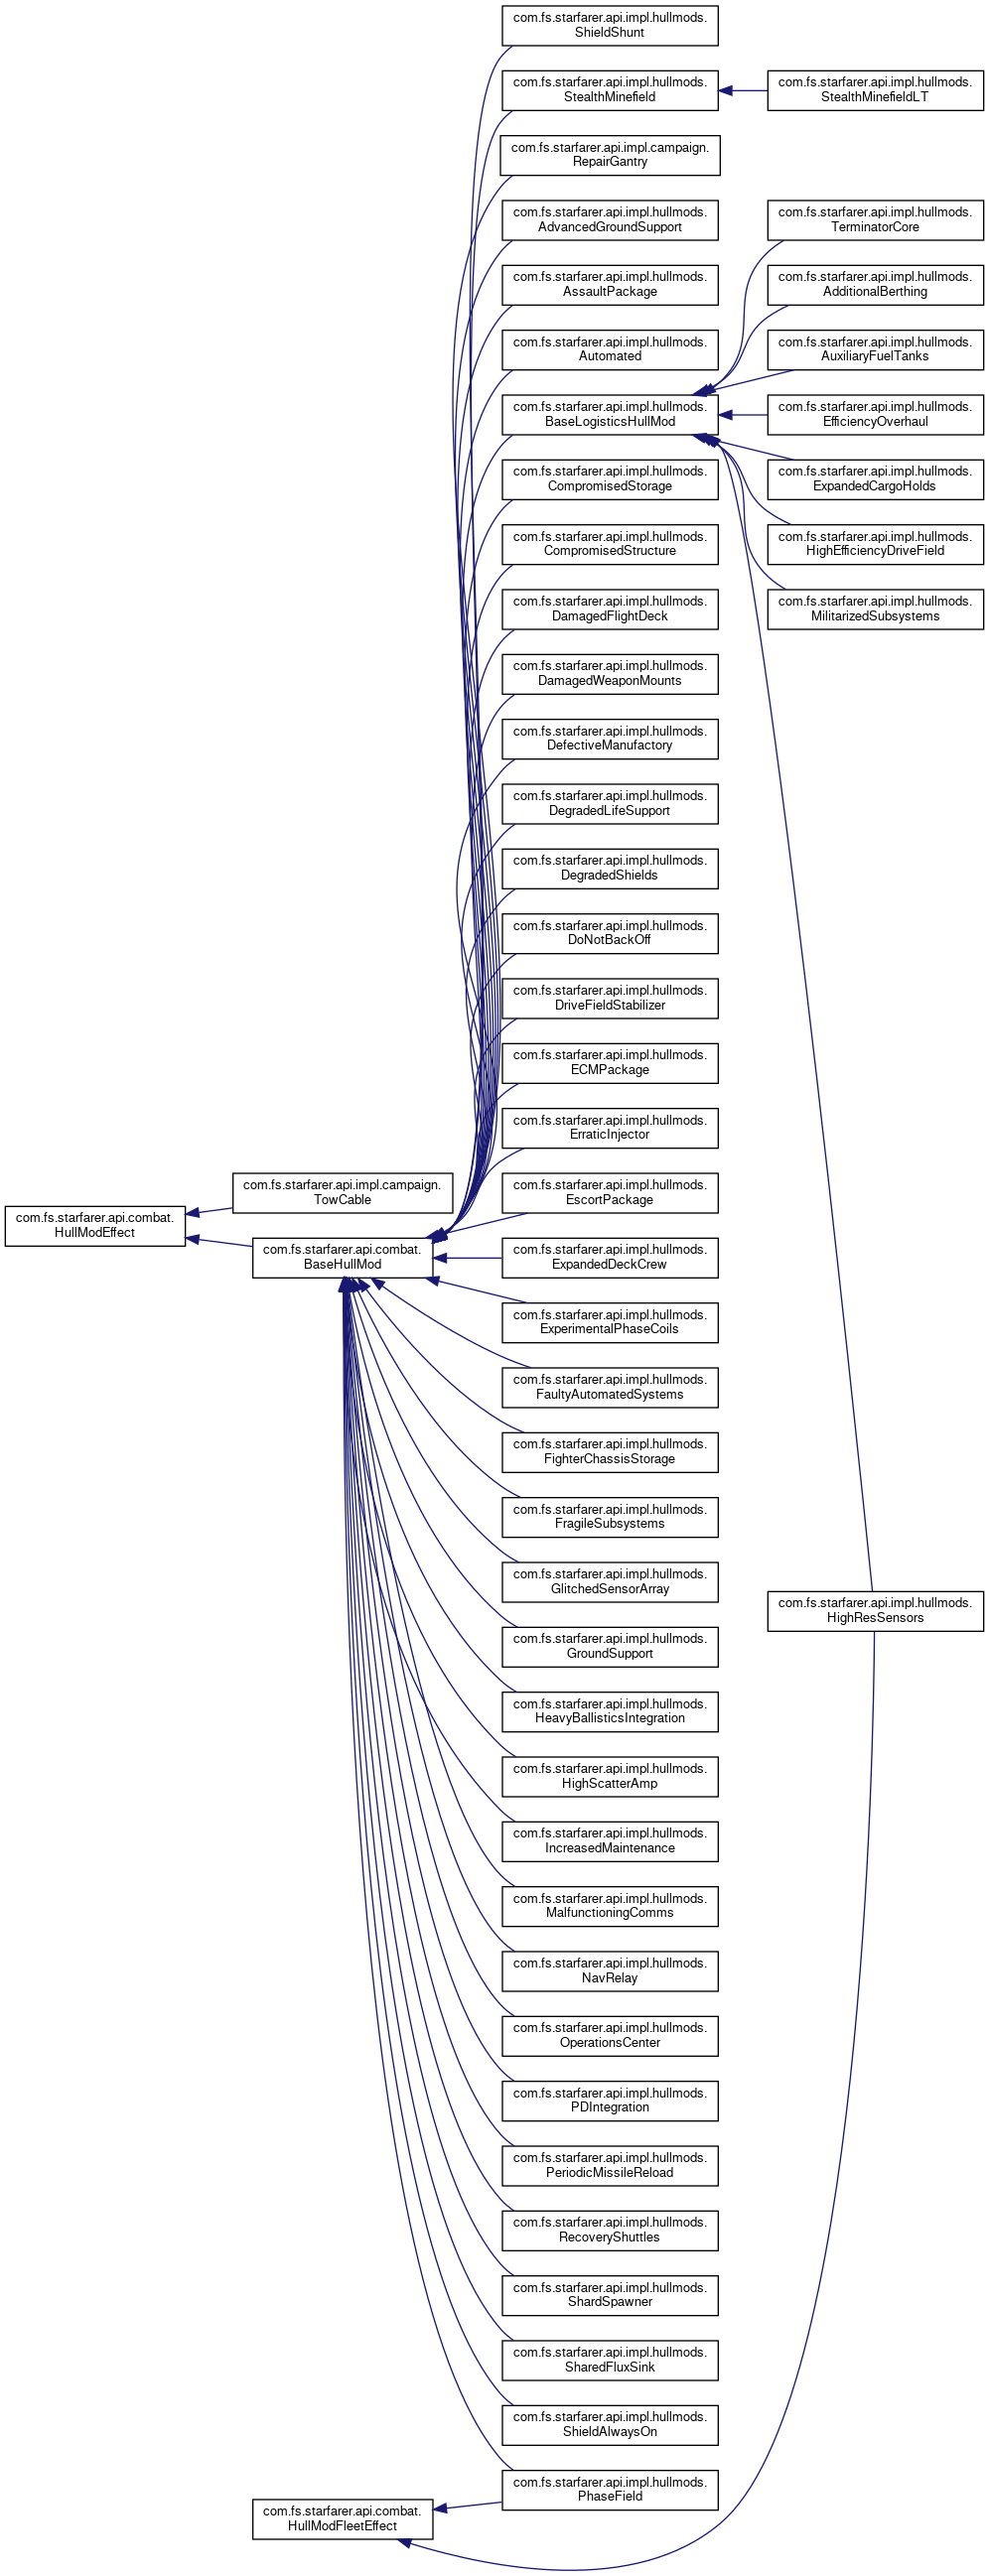 com.fs.starfarer.api.impl.hullmods.
ShieldShunt
com.fs.starfarer.api.impl.hullmods.
StealthMinefield
com.fs.starfarer.api.impl.hullmods.
StealthMinefieldLT
com.fs.starfarer.api.impl.campaign.
RepairGantry
com.fs.starfarer.api.impl.hullmods.
AdvancedGroundSupport
com.fs.starfarer.api.impl.hullmods.
TerminatorCore
com.fs.starfarer.api.impl.hullmods.
AssaultPackage
com.fs.starfarer.api.impl.hullmods.
AdditionalBerthing
com.fs.starfarer.api.impl.hullmods.
Automated
com.fs.starfarer.api.impl.hullmods.
AuxiliaryFuelTanks
com.fs.starfarer.api.impl.hullmods.
BaseLogisticsHullMod
com.fs.starfarer.api.impl.hullmods.
EfficiencyOverhaul
com.fs.starfarer.api.impl.hullmods.
CompromisedStorage
com.fs.starfarer.api.impl.hullmods.
ExpandedCargoHolds
com.fs.starfarer.api.impl.hullmods.
CompromisedStructure
com.fs.starfarer.api.impl.hullmods.
HighEfficiencyDriveField
com.fs.starfarer.api.impl.hullmods.
DamagedFlightDeck
com.fs.starfarer.api.impl.hullmods.
MilitarizedSubsystems
com.fs.starfarer.api.impl.hullmods.
DamagedWeaponMounts
com.fs.starfarer.api.impl.hullmods.
DefectiveManufactory
com.fs.starfarer.api.impl.hullmods.
DegradedLifeSupport
com.fs.starfarer.api.impl.hullmods.
DegradedShields
com.fs.starfarer.api.impl.hullmods.
DoNotBackOff
com.fs.starfarer.api.impl.hullmods.
DriveFieldStabilizer
com.fs.starfarer.api.impl.hullmods.
ECMPackage
com.fs.starfarer.api.impl.hullmods.
ErraticInjector
com.fs.starfarer.api.impl.campaign.
TowCable
com.fs.starfarer.api.impl.hullmods.
EscortPackage
com.fs.starfarer.api.combat.
HullModEffect
com.fs.starfarer.api.combat.
BaseHullMod
com.fs.starfarer.api.impl.hullmods.
ExpandedDeckCrew
com.fs.starfarer.api.impl.hullmods.
ExperimentalPhaseCoils
com.fs.starfarer.api.impl.hullmods.
FaultyAutomatedSystems
com.fs.starfarer.api.impl.hullmods.
FighterChassisStorage
com.fs.starfarer.api.impl.hullmods.
FragileSubsystems
com.fs.starfarer.api.impl.hullmods.
GlitchedSensorArray
com.fs.starfarer.api.impl.hullmods.
HighResSensors
com.fs.starfarer.api.impl.hullmods.
GroundSupport
com.fs.starfarer.api.impl.hullmods.
HeavyBallisticsIntegration
com.fs.starfarer.api.impl.hullmods.
HighScatterAmp
com.fs.starfarer.api.impl.hullmods.
IncreasedMaintenance
com.fs.starfarer.api.impl.hullmods.
MalfunctioningComms
com.fs.starfarer.api.impl.hullmods.
NavRelay
com.fs.starfarer.api.impl.hullmods.
OperationsCenter
com.fs.starfarer.api.impl.hullmods.
PDIntegration
com.fs.starfarer.api.impl.hullmods.
PeriodicMissileReload
com.fs.starfarer.api.impl.hullmods.
RecoveryShuttles
com.fs.starfarer.api.impl.hullmods.
ShardSpawner
com.fs.starfarer.api.impl.hullmods.
SharedFluxSink
com.fs.starfarer.api.impl.hullmods.
ShieldAlwaysOn
com.fs.starfarer.api.impl.hullmods.
PhaseField
com.fs.starfarer.api.combat.
HullModFleetEffect